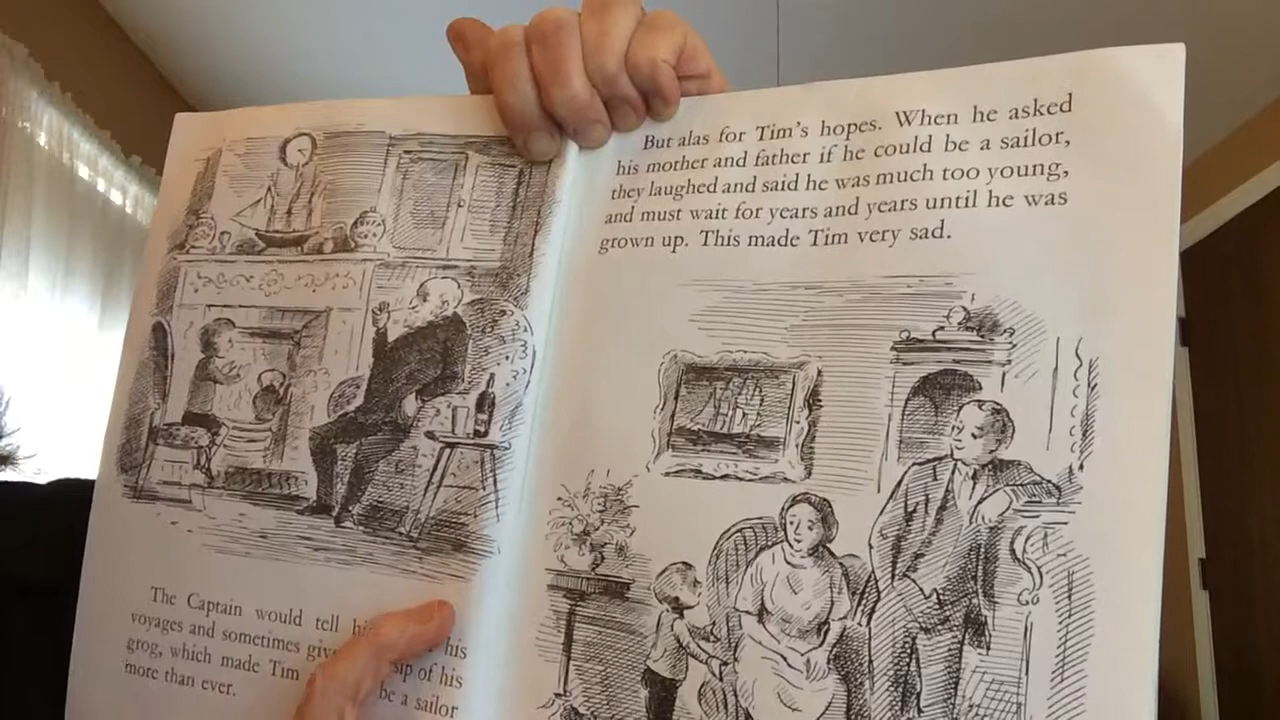 The Captain would tell his
voyages and sometimes give sip of his
grog, which made Tim be a sailor
more than ever.
But alas for Tim's hopes. When he asked
his mother and father if he could be a sailor,
they laughed and said he was much too young,
and must wait for years and years until he was
grown up. This made Tim very sad.